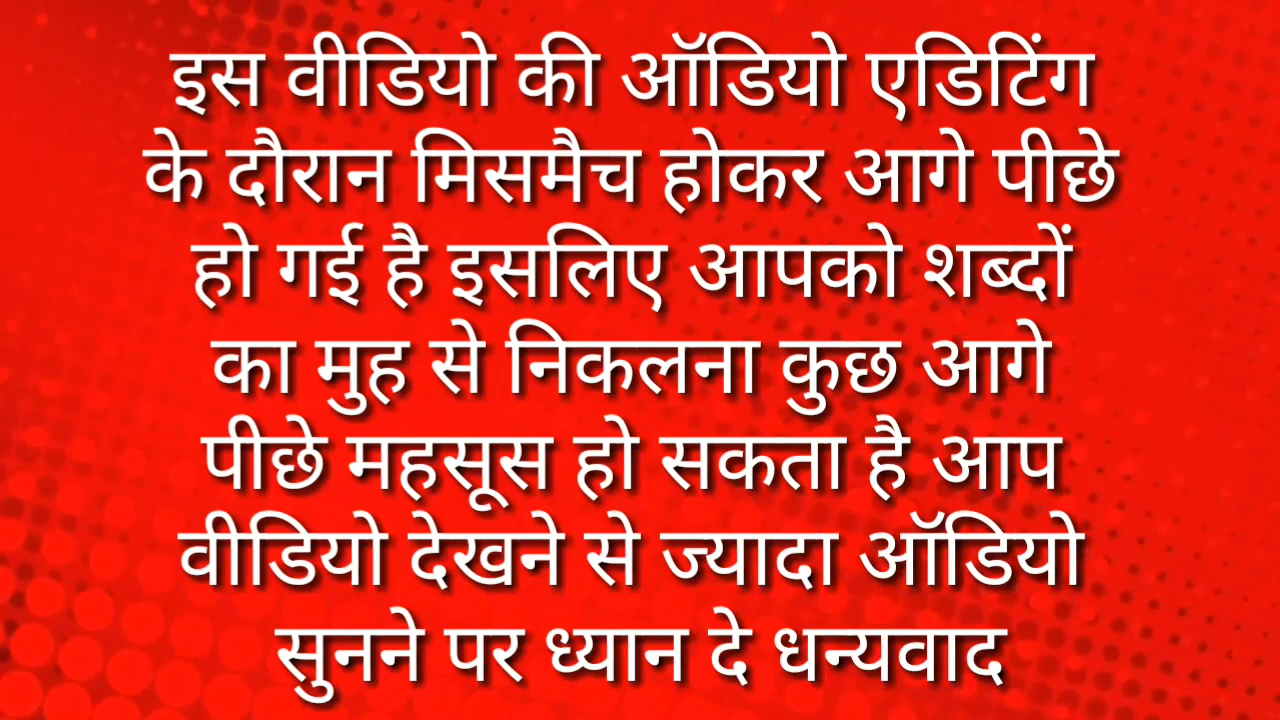 इस वीडियो की ऑडियो एडिटिंग
के दौरान मिसमैच होकर आगे पीछे
हो गई है इसलिए आपको शब्दों
का मुह से निकलना कुछ आगे
पीछे महसूस हो सकता है आप
वीडियो देखने से ज्यादा ऑडियो
सुनने पर ध्यान दे धन्यवाद